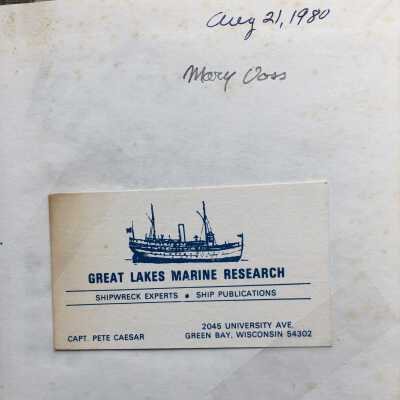 Aug 21, 1980
Mary Voss
GREAT LAKES MARINE RESEARCH
SHIPWRECK EXPERTS • SHIP PUBLICATIONS
CAPT. PETE CAESAR
2045 UNIVERSITY AVE.
GREEN BAY, WISCONSIN 54302